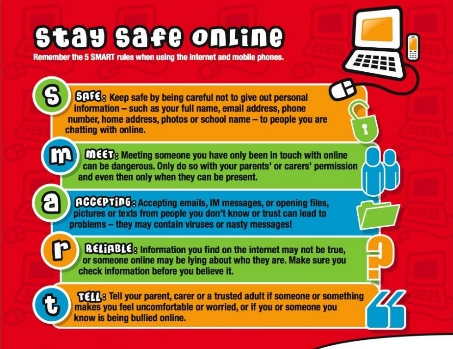 stay safe online
Remember the 5 SMART rules when using the internet and mobile phones.
S
SAFE: Keep safe by being careful not to give out personal
information – such as your full name, email address, phone
number, home address, photos or school name – to people you are
chatting with online.
m
MEET: Meeting someone you have only been in touch with online
can be dangerous. Only do so with your parents' or carers' permission
and even then only when they can be present.
a
ACCEPTING: Accepting emails, IM messages, or opening files,
pictures or texts from people you don't know or trust can lead to
problems – they may contain viruses or nasty messages!
r
RELIABLE: Information you find on the internet may not be true,
or someone online may be lying about who they are. Make sure you
check information before you believe it.
t
TELL: Tell your parent, carer or a trusted adult if someone or something
makes you feel uncomfortable or worried, or if you or someone you
know is being bullied online.